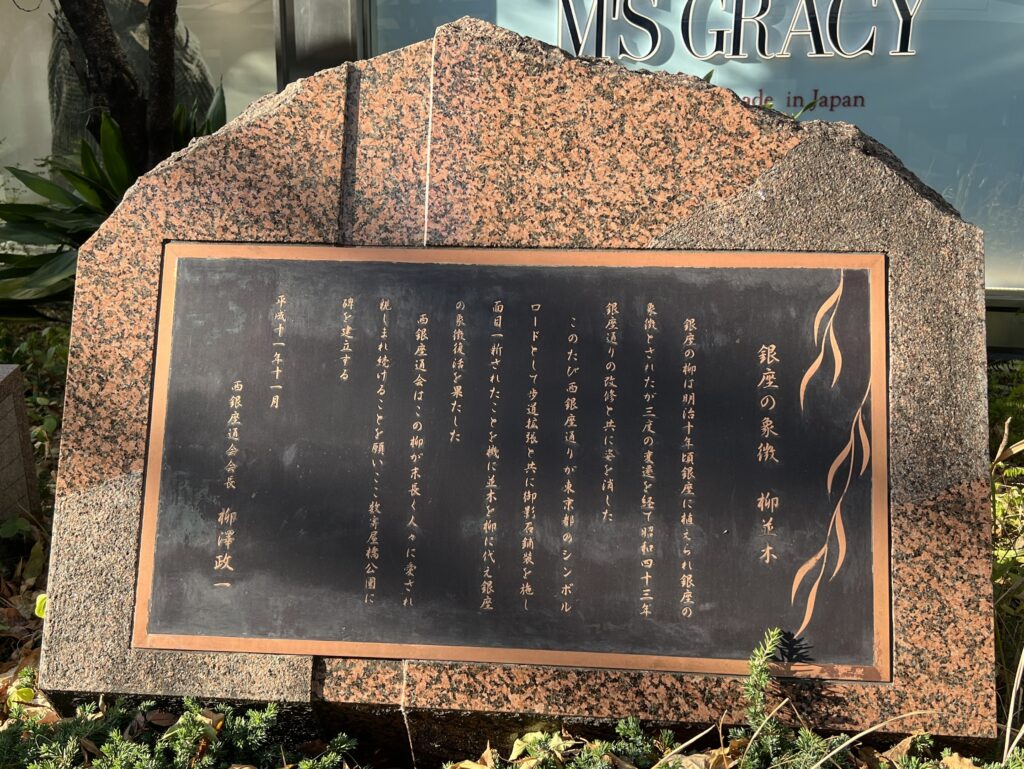 M'S GRACY
ade in Japan
銀座の象徴　柳並木
銀座の柳は明治十年頃銀座に植えられ銀座の
象徴とされたが三度の変遷を経て昭和四十三年
銀座通りの改修と共に姿を消した
このたび西銀座通りが東京都のシンボル
ロードとして歩道拡張と共に御影石舗装を施し
面目一新されたことを機に並木を柳に代え銀座
の象徴復活を果たした
西銀座通会はこの柳が末長く人々に愛され
親しまれ続けることを願いここ数寄屋橋公園に
碑を建立する
平成十一年十一月
西銀座通会会長　柳澤政一